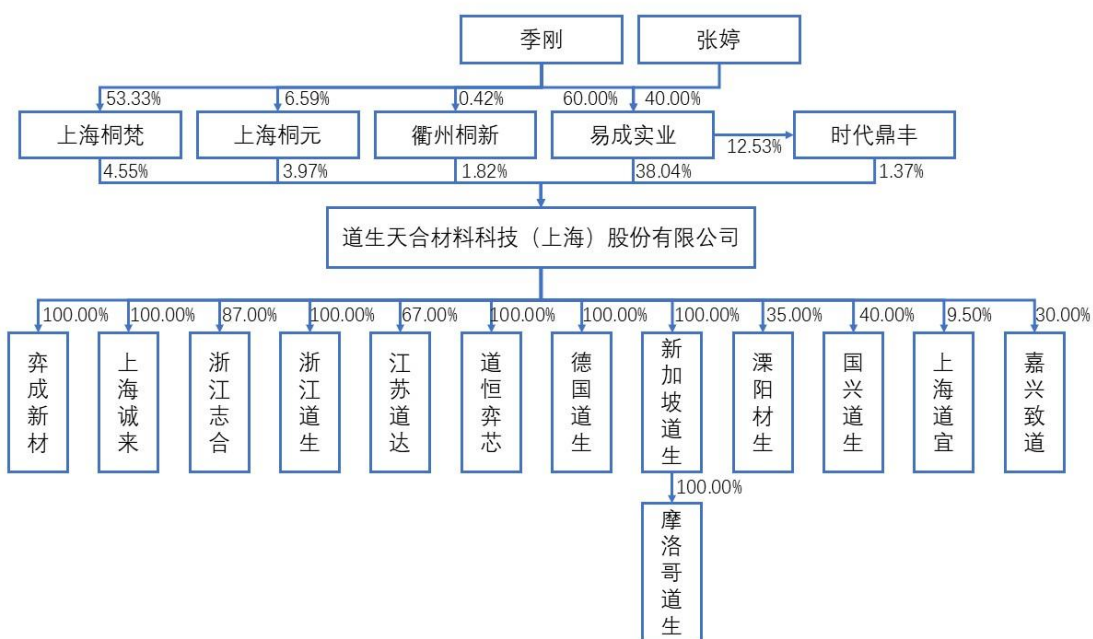 季刚
张婷
53.33%
6.59%
0.42%
60.00%
40.00%
上海桐梵
上海桐元
衢州桐新
易成实业
12.53%
时代鼎丰
4.55%
3.97%
1.82%
38.04%
1.37%
道生天合材料科技（上海）股份有限公司
100.00%
100.00%
87.00%
100.00%
67.00%
100.00%
100.00%
100.00%
35.00%
40.00%
9.50%
30.00%
弈成新材
上海诚来
浙江志合
浙江道生
江苏道达
道恒弈芯
德国道生
新加坡道生
溧阳材生
国兴道生
上海道宜
嘉兴致道
100.00%
摩洛哥道生